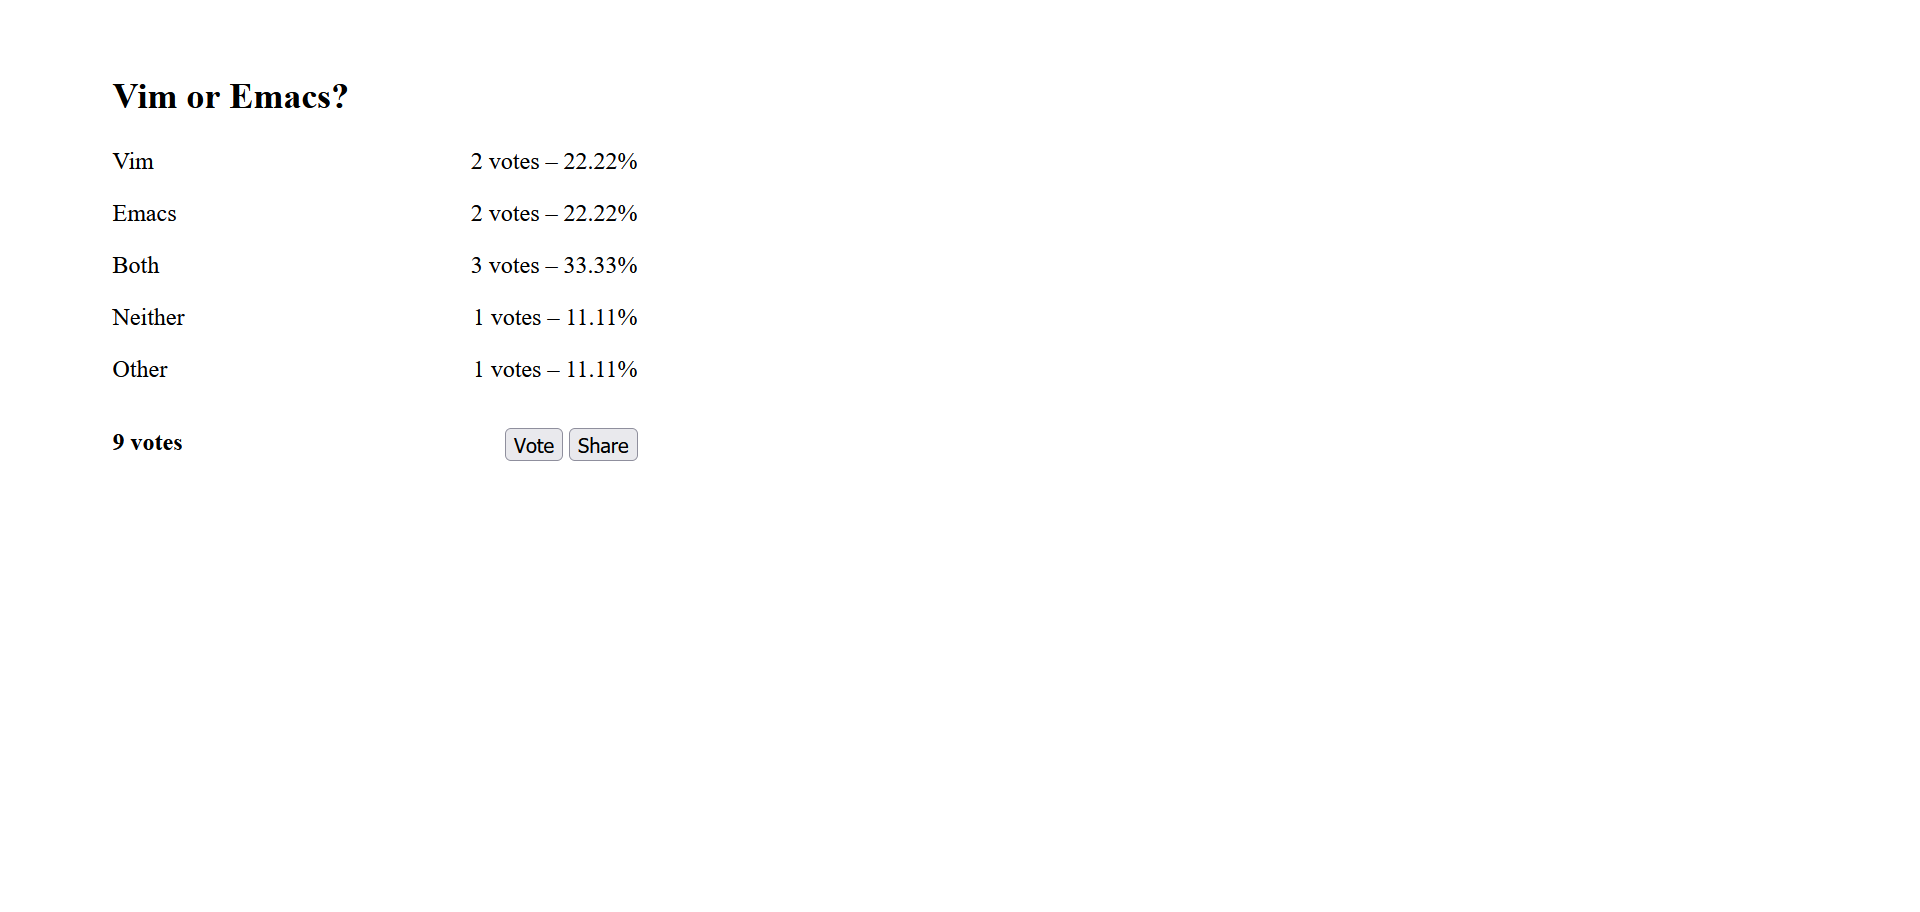 Vim or Emacs?
Vim 2 votes – 22.22%
Emacs 2 votes – 22.22%
Both 3 votes – 33.33%
Neither 1 votes – 11.11%
Other 1 votes – 11.11%
9 votes Vote Share